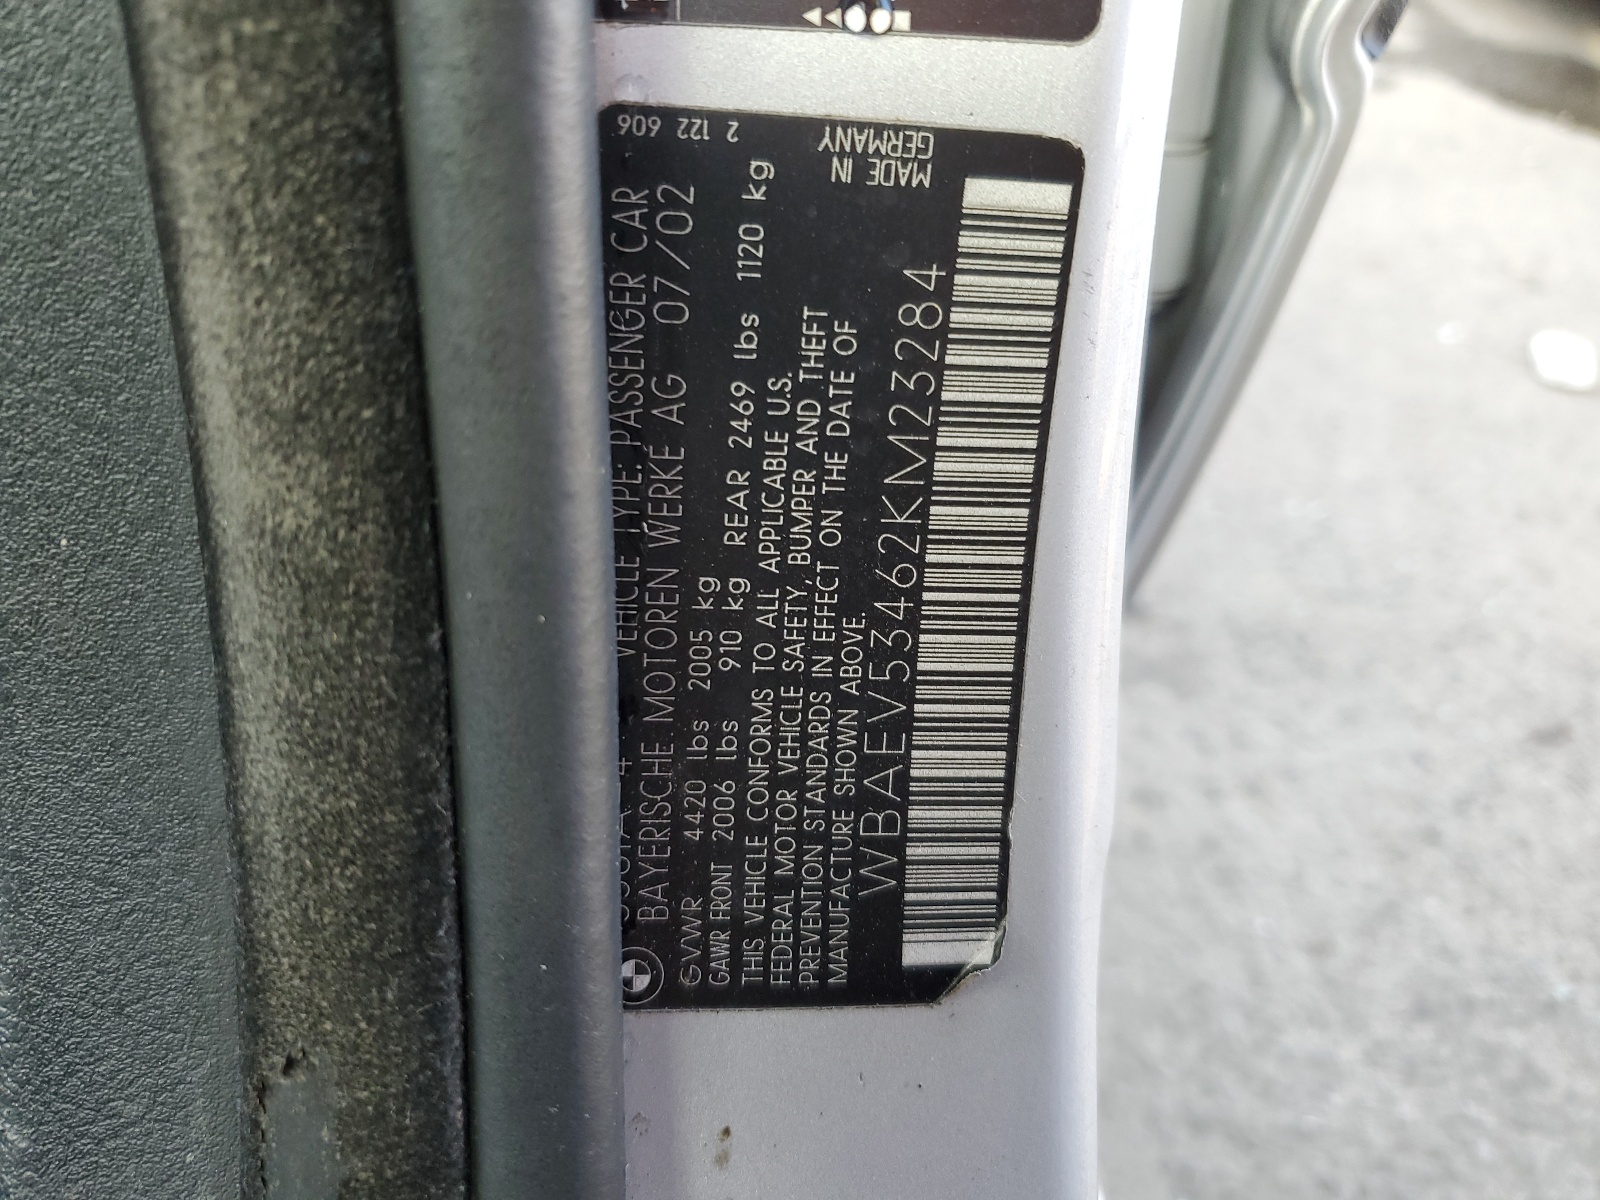 VEHICLE TYPE: PASSENGER CAR
BAYERISCHE MOTOREN WERKE AG 07/02
GVWR 4420 lbs 2005 kg
GAWR FRONT 2006 lbs 910 kg REAR 2469 lbs 1120 kg
THIS VEHICLE CONFORMS TO ALL APPLICABLE U.S.
FEDERAL MOTOR VEHICLE SAFETY, BUMPER AND THEFT
PREVENTION STANDARDS IN EFFECT ON THE DATE OF
MANUFACTURE SHOWN ABOVE.
WBAEV53462KM23284
2 122 606
MADE IN
GERMANY